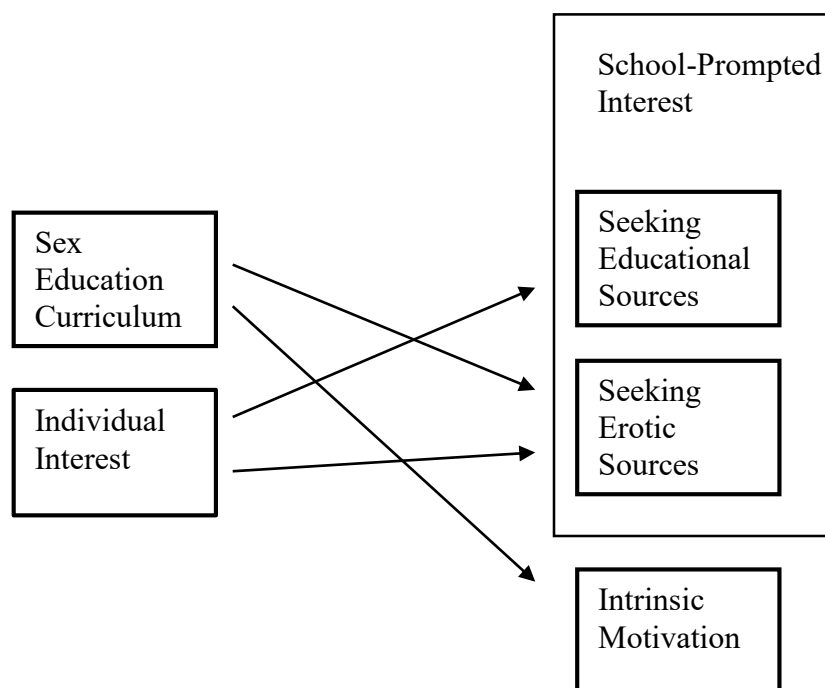 School-Prompted
Interest
Sex
Education
Curriculum
Individual
Interest
Seeking
Educational
Sources
Seeking
Erotic
Sources
Intrinsic
Motivation